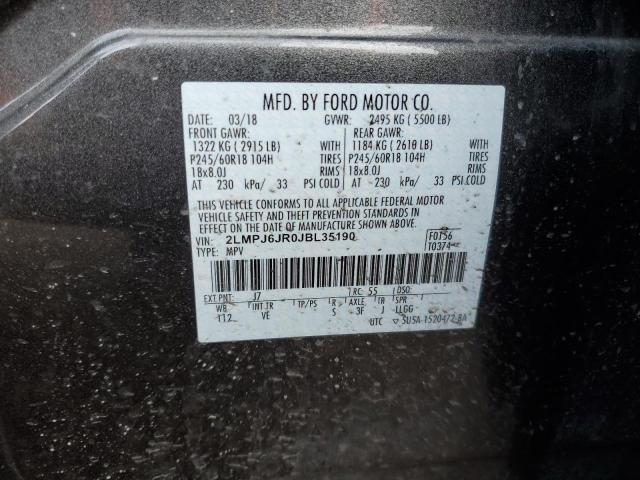 MFD. BY FORD MOTOR CO.
DATE: 03/18 GVWR: 2495 KG ( 5500 LB)
FRONT GAWR: REAR GAWR:
1322 KG ( 2915 LB) WITH 1184 KG ( 2610 LB) WITH
P245/60R18 104H TIRES P245/60R18 104H TIRES
18x8.0J RIMS 18x8.0J RIMS
AT 230 kPa/ 33 PSI COLD AT 230 kPa/ 33 PSI COLD
THIS VEHICLE CONFORMS TO ALL APPLICABLE FEDERAL MOTOR
VEHICLE SAFETY AND THEFT PREVENTION STANDARDS IN
EFFECT ON THE DATE OF MANUFACTURE SHOWN ABOVE.
VIN: 2LMPJ6JR0JBL35190 F0156
TYPE: MPV T0374
EXT PNT: J7 RC: 55 DSO:
WB INT TR TP/PS R AXLE TR SPR
112 VE S 3F J LLGG
UTC